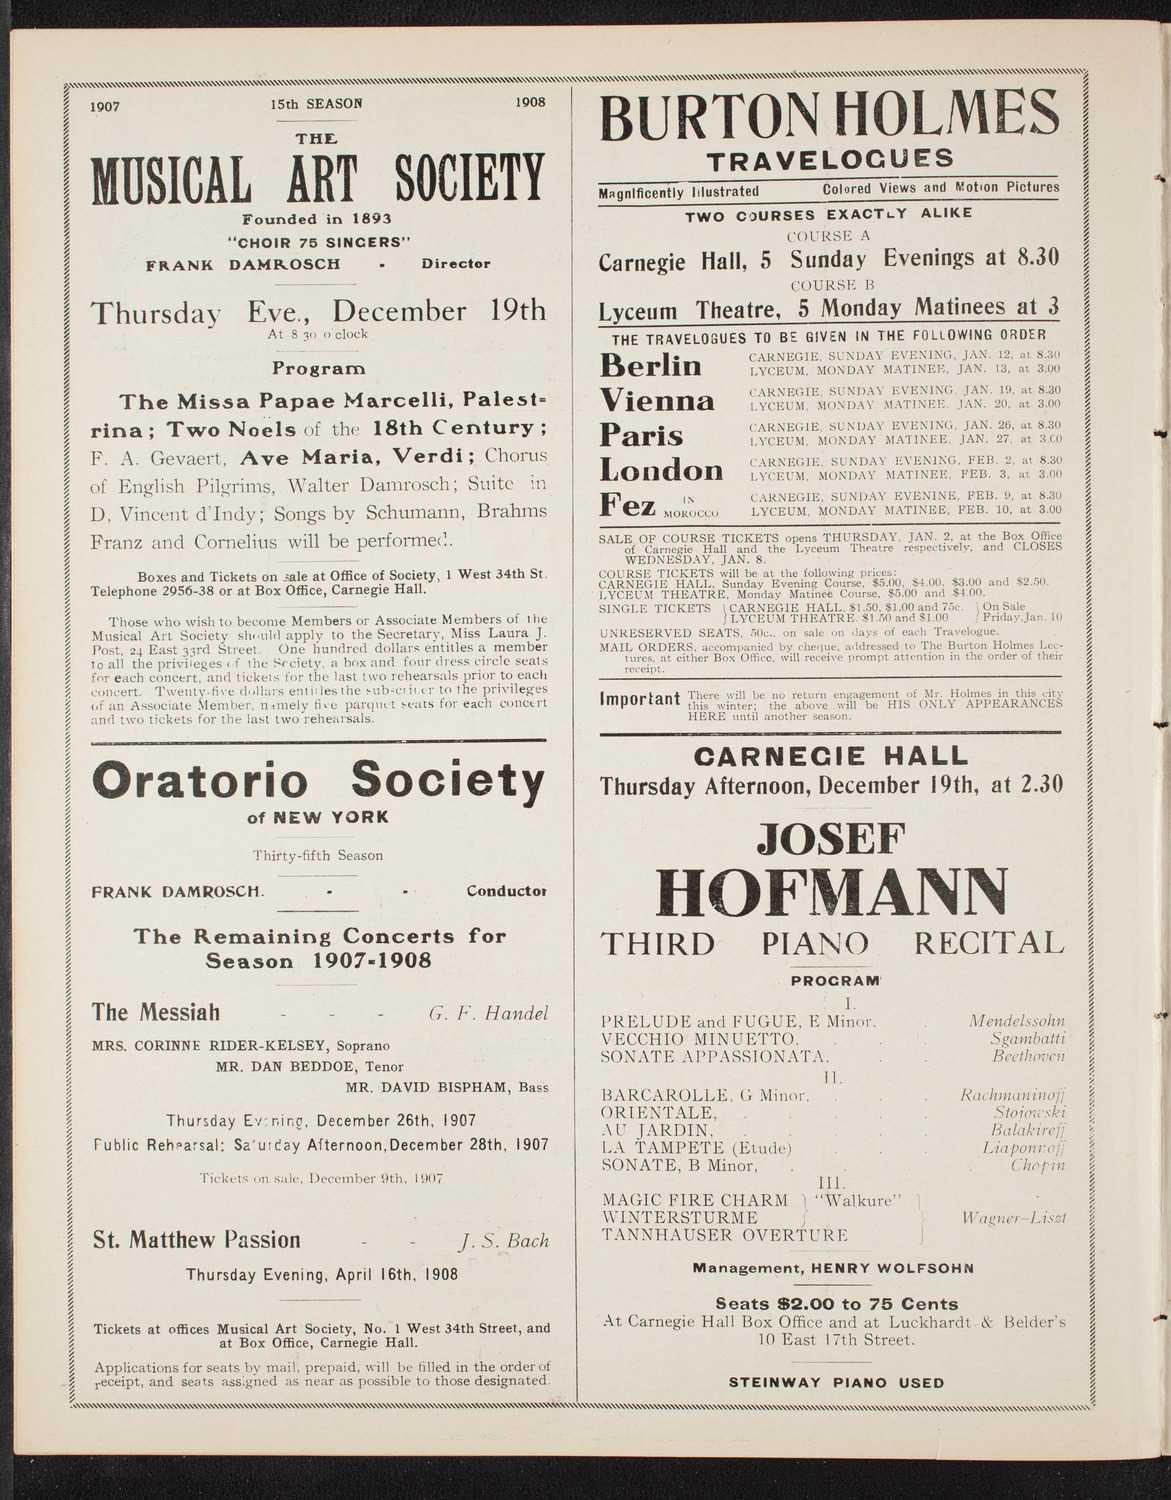 1907 15th SEASON 1908
THE
MUSICAL ART SOCIETY
Founded in 1893
"CHOIR 75 SINGERS"
FRANK DAMROSCH - Director
Thursday Eve., December 19th
At 8 30 o'clock
Program
The Missa Papae Marcelli, Palest=
rina; Two Noels of the 18th Century;
F. A. Gevaert, Ave Maria, Verdi; Chorus
of English Pilgrims, Walter Damrosch; Suite in
D, Vincent d'Indy; Songs by Schumann, Brahms
Franz and Cornelius will be performed.
Boxes and Tickets on sale at Office of Society, 1 West 34th St.
Telephone 2956-38 or at Box Office, Carnegie Hall.
Those who wish to become Members or Associate Members of the
Musical Art Society should apply to the Secretary, Miss Laura J.
Post, 24 East 33rd Street. One hundred dollars entitles a member
to all the privileges of the Society, a box and four dress circle seats
for each concert, and tickets for the last two rehearsals prior to each
concert. Twenty-five dollars entitles the subscriber to the privileges
of an Associate Member, namely five parquet seats for each concert
and two tickets for the last two rehearsals.
Oratorio Society
of NEW YORK
Thirty-fifth Season
FRANK DAMROSCH. - - Conductor
The Remaining Concerts for
Season 1907=1908
The Messiah - - - G. F. Handel
MRS. CORINNE RIDER-KELSEY, Soprano
MR. DAN BEDDOE, Tenor
MR. DAVID BISPHAM, Bass
Thursday Evening, December 26th, 1907
Public Rehearsal: Saturday Afternoon, December 28th, 1907
Tickets on sale, December 9th, 1907
St. Matthew Passion - - J. S. Bach
Thursday Evening, April 16th, 1908
Tickets at offices Musical Art Society, No. 1 West 34th Street, and
at Box Office, Carnegie Hall.
Applications for seats by mail, prepaid, will be filled in the order of
receipt, and seats assigned as near as possible to those designated.
BURTON HOLMES
TRAVELOGUES
Magnificently Illustrated Colored Views and Motion Pictures
TWO COURSES EXACTLY ALIKE
COURSE A
Carnegie Hall, 5 Sunday Evenings at 8.30
COURSE B
Lyceum Theatre, 5 Monday Matinees at 3
THE TRAVELOGUES TO BE GIVEN IN THE FOLLOWING ORDER
Berlin CARNEGIE, SUNDAY EVENING, JAN. 12, at 8.30
LYCEUM, MONDAY MATINEE, JAN. 13, at 3.00
Vienna CARNEGIE, SUNDAY EVENING, JAN. 19, at 8.30
LYCEUM, MONDAY MATINEE. JAN. 20, at 3.00
Paris CARNEGIE, SUNDAY EVENING, JAN. 26, at 8.30
LYCEUM, MONDAY MATINEE, JAN. 27, at 3.00
London CARNEGIE, SUNDAY EVENING, FEB. 2, at 8.30
LYCEUM, MONDAY MATINEE, FEB. 3, at 3.00
Fez IN MOROCCO CARNEGIE, SUNDAY EVENINE, FEB. 9, at 8.30
LYCEUM, MONDAY MATINEE, FEB. 10, at 3.00
SALE OF COURSE TICKETS opens THURSDAY, JAN. 2, at the Box Office
of Carnegie Hall and the Lyceum Theatre respectively, and CLOSES
WEDNESDAY, JAN. 8.
COURSE TICKETS will be at the following prices:
CARNEGIE HALL, Sunday Evening Course, $5.00, $4.00, $3.00 and $2.50.
LYCEUM THEATRE, Monday Matinée Course, $5.00 and $4.00.
SINGLE TICKETS } CARNEGIE HALL, $1.50, $1.00 and 75c. } On Sale
} LYCEUM THEATRE. $1.50 and $1.00 } Friday, Jan. 10
UNRESERVED SEATS, 50c., on sale on days of each Travelogue.
MAIL ORDERS, accompanied by cheque, addressed to The Burton Holmes Lec-
tures, at either Box Office, will receive prompt attention in the order of their
receipt.
Important There will be no return engagement of Mr. Holmes in this city
this winter; the above will be HIS ONLY APPEARANCES
HERE until another season.
CARNEGIE HALL
Thursday Afternoon, December 19th, at 2.30
JOSEF
HOFMANN
THIRD PIANO RECITAL
PROGRAM
I.
PRELUDE and FUGUE, E Minor, . Mendelssohn
VECCHIO MINUETTO, . . . Sgambatti
SONATE APPASSIONATA, . . Beethoven
II.
BARCAROLLE, G Minor, . . . Rachmaninoff
ORIENTALE, . . . . . Stojowski
AU JARDIN, . . . . . Balakireff
LA TAMPETE (Etude) . . . Liaponnoff
SONATE, B Minor, . . . Chopin
III.
MAGIC FIRE CHARM } "Walkure" }
WINTERSTURME } Wagner-Liszt
TANNHAUSER OVERTURE
Management, HENRY WOLFSOHN
Seats $2.00 to 75 Cents
At Carnegie Hall Box Office and at Luckhardt & Belder's
10 East 17th Street.
STEINWAY PIANO USED